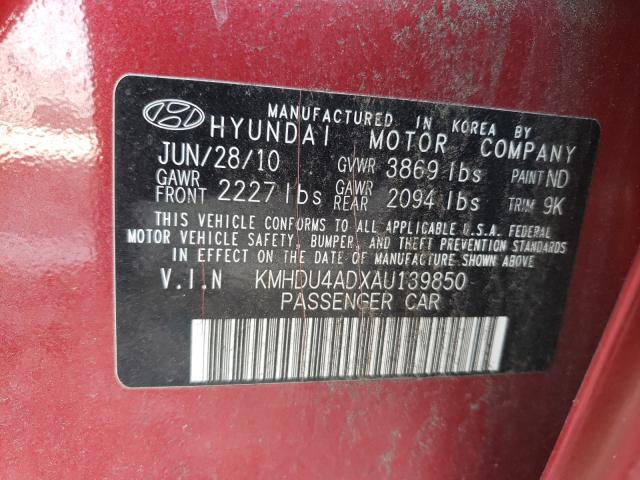 MANUFACTURED IN KOREA BY
HYUNDAI MOTOR COMPANY
JUN/28/10 GVWR 3869 lbs PAINT ND
GAWR FRONT 2227 lbs GAWR REAR 2094 lbs TRIM 9K
THIS VEHICLE CONFORMS TO ALL APPLICABLE U.S.A. FEDERAL
MOTOR VEHICLE SAFETY, BUMPER, AND THEFT PREVENTION STANDARDS
IN EFFECT ON THE DATE OF MANUFACTURE SHOWN ABOVE.
V.I.N KMHDU4ADXAU139850
PASSENGER CAR